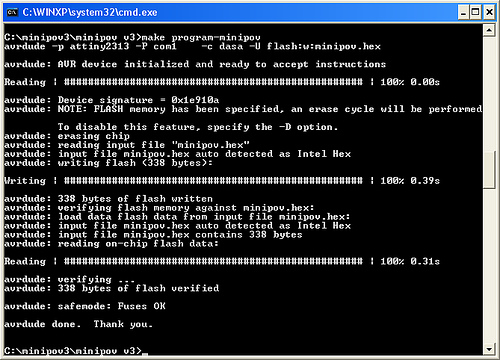 C:\WINXP\system32\cmd.exe
C:\minipov3\minipov_v3>make program-minipov
avrdude -p attiny2313 -P com1    -c dasa -U flash:w:minipov.hex
avrdude: AVR device initialized and ready to accept instructions
Reading | ################################################## | 100% 0.00s
avrdude: Device signature = 0x1e910a
avrdude: NOTE: FLASH memory has been specified, an erase cycle will be performed
         To disable this feature, specify the -D option.
avrdude: erasing chip
avrdude: reading input file "minipov.hex"
avrdude: input file minipov.hex auto detected as Intel Hex
avrdude: writing flash (338 bytes):
Writing | ################################################## | 100% 0.39s
avrdude: 338 bytes of flash written
avrdude: verifying flash memory against minipov.hex:
avrdude: load data flash data from input file minipov.hex:
avrdude: input file minipov.hex auto detected as Intel Hex
avrdude: input file minipov.hex contains 338 bytes
avrdude: reading on-chip flash data:
Reading | ################################################## | 100% 0.31s
avrdude: verifying ...
avrdude: 338 bytes of flash verified
avrdude: safemode: Fuses OK
avrdude done.  Thank you.
C:\minipov3\minipov_v3>_